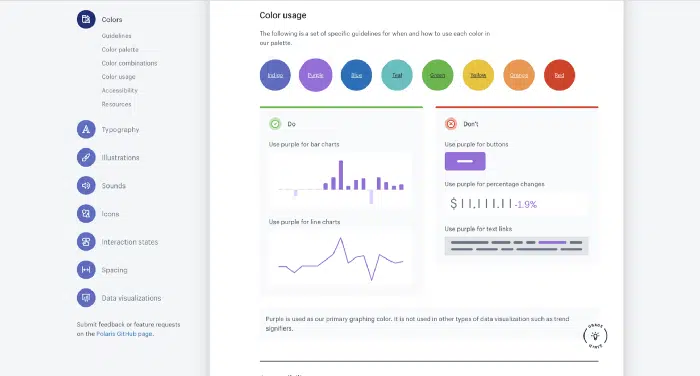 Colors
Guidelines
Color palette
Color combinations
Color usage
Accessibility
Resources
Typography
Illustrations
Sounds
Icons
Interaction states
Spacing
Data visualizations
Submit feedback or feature requests
on the Polaris GitHub page.
Color usage
The following is a set of specific guidelines for when and how to use each color in
our palette.
Indigo
Purple
Blue
Teal
Green
Yellow
Orange
Red
Do
Use purple for bar charts
Use purple for line charts
Don't
Use purple for buttons
Use purple for percentage changes
$11,111.11 -1.9%
Use purple for text links
Purple is used as our primary graphing color. It is not used in other types of data visualization such as trend
signifiers.